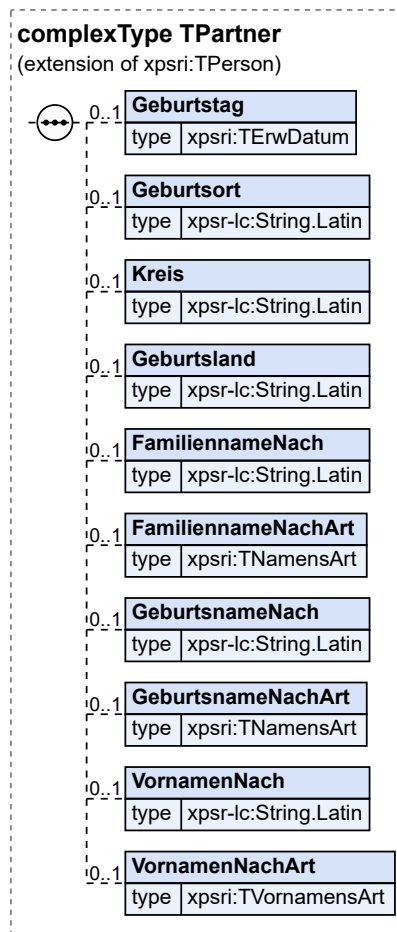 complexType TPartner
(extension of xpsri:TPerson)
0..1 Geburtstag
type xpsri:TErwDatum
0..1 Geburtsort
type xpsr-lc:String.Latin
0..1 Kreis
type xpsr-lc:String.Latin
0..1 Geburtsland
type xpsr-lc:String.Latin
0..1 FamiliennameNach
type xpsr-lc:String.Latin
0..1 FamiliennameNachArt
type xpsri:TNamensArt
0..1 GeburtsnameNach
type xpsr-lc:String.Latin
0..1 GeburtsnameNachArt
type xpsri:TNamensArt
0..1 VornamenNach
type xpsr-lc:String.Latin
0..1 VornamenNachArt
type xpsri:TVornamensArt